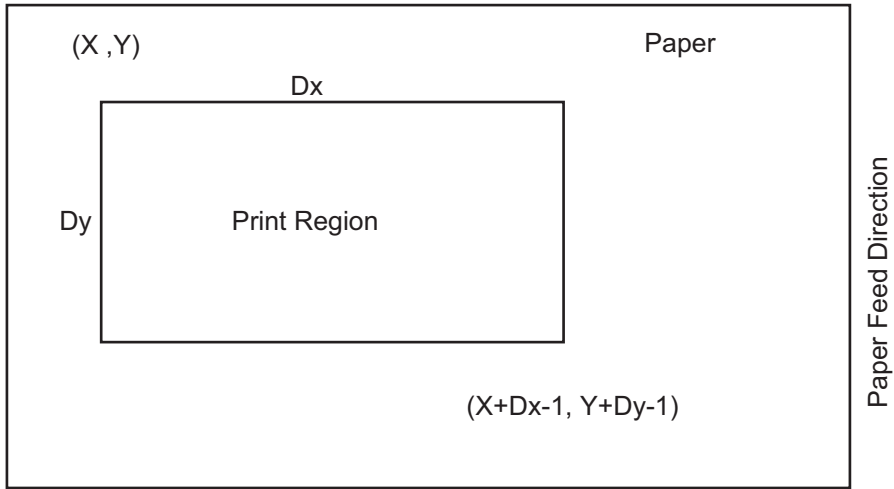 (X ,Y)
Paper
Dx
Dy
Print Region
(X+Dx-1, Y+Dy-1)
Paper Feed Direction